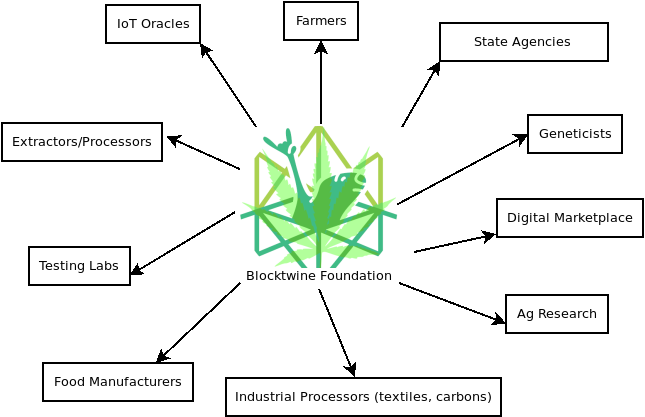 IoT Oracles
Farmers
State Agencies
Extractors/Processors
Geneticists
Digital Marketplace
Testing Labs
Blocktwine Foundation
Ag Research
Food Manufacturers
Industrial Processors (textiles, carbons)